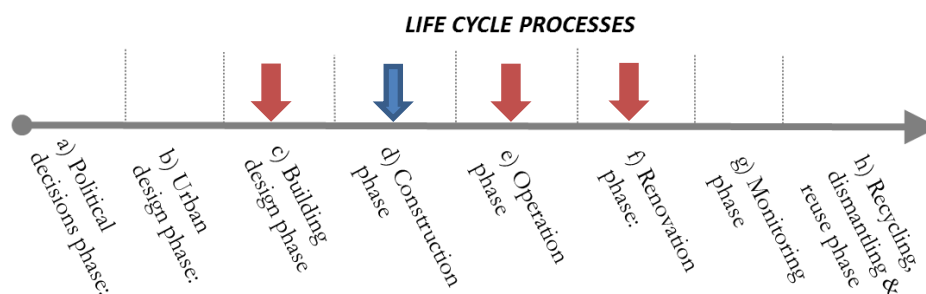 LIFE CYCLE PROCESSES
a) Political
decisions phase:
b) Urban
design phase:
c) Building
design phase
d) Construction
phase
e) Operation
phase
f) Renovation
phase:
g) Monitoring
phase
h) Recycling,
dismantling &
reuse phase